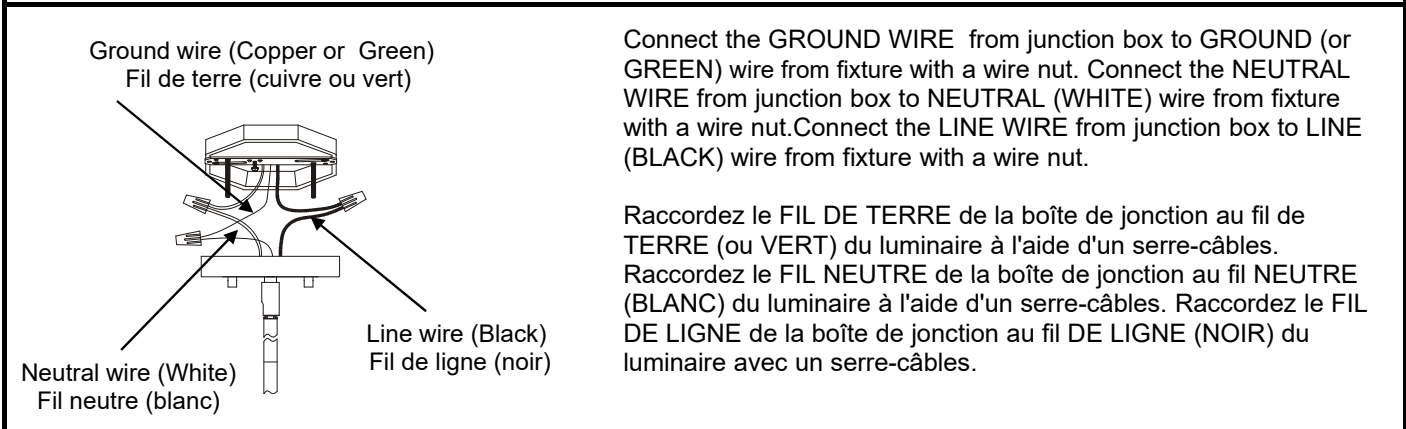 Ground wire (Copper or  Green)
Fil de terre (cuivre ou vert)
Line wire (Black)
Fil de ligne (noir)
Neutral wire (White)
Fil neutre (blanc)
Connect the GROUND WIRE  from junction box to GROUND (or
GREEN) wire from fixture with a wire nut. Connect the NEUTRAL
WIRE from junction box to NEUTRAL (WHITE) wire from fixture
with a wire nut.Connect the LINE WIRE from junction box to LINE
(BLACK) wire from fixture with a wire nut.
Raccordez le FIL DE TERRE de la boîte de jonction au fil de
TERRE (ou VERT) du luminaire à l'aide d'un serre-câbles.
Raccordez le FIL NEUTRE de la boîte de jonction au fil NEUTRE
(BLANC) du luminaire à l'aide d'un serre-câbles. Raccordez le FIL
DE LIGNE de la boîte de jonction au fil DE LIGNE (NOIR) du
luminaire avec un serre-câbles.